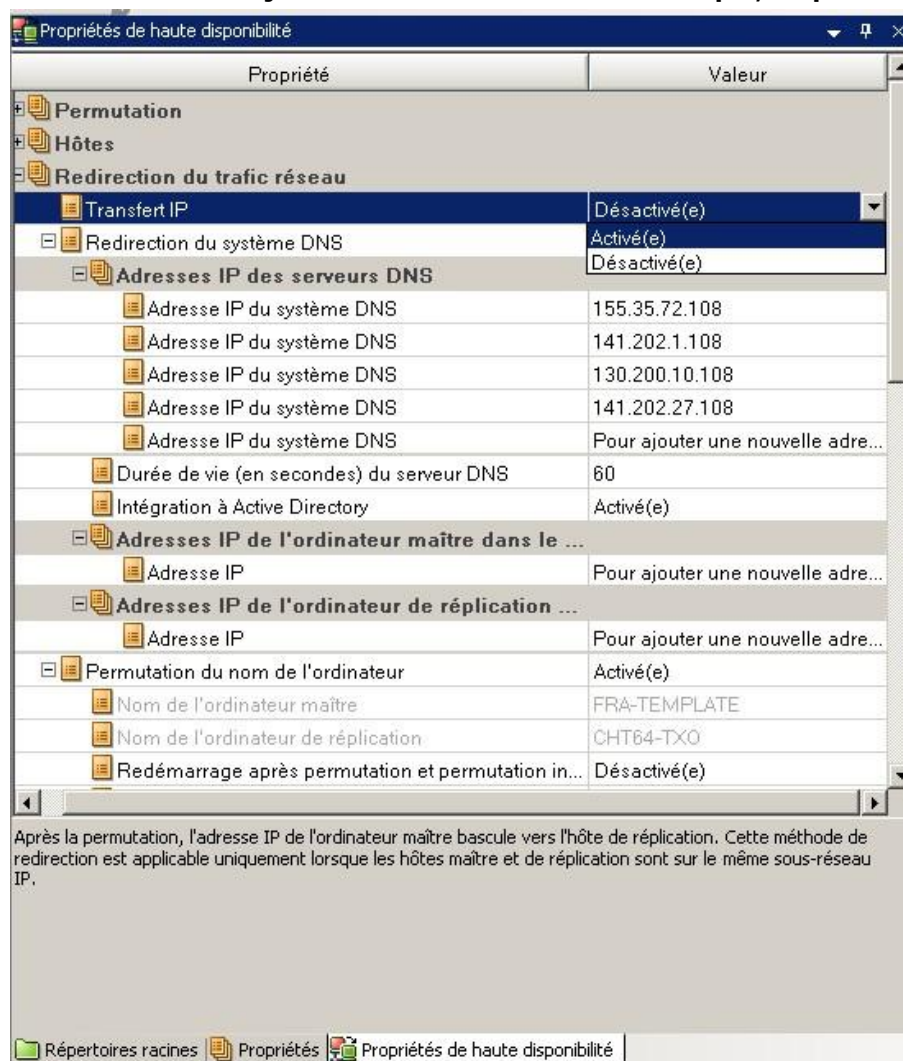 Propriétés de haute disponibilité
Propriété Valeur
Permutation
Hôtes
Redirection du trafic réseau
Transfert IP Désactivé(e)
Activé(e)
Désactivé(e)
Redirection du système DNS
Adresses IP des serveurs DNS
Adresse IP du système DNS 155.35.72.108
Adresse IP du système DNS 141.202.1.108
Adresse IP du système DNS 130.200.10.108
Adresse IP du système DNS 141.202.27.108
Adresse IP du système DNS Pour ajouter une nouvelle adre...
Durée de vie (en secondes) du serveur DNS 60
Intégration à Active Directory Activé(e)
Adresses IP de l'ordinateur maître dans le ...
Adresse IP Pour ajouter une nouvelle adre...
Adresses IP de l'ordinateur de réplication ...
Adresse IP Pour ajouter une nouvelle adre...
Permutation du nom de l'ordinateur Activé(e)
Nom de l'ordinateur maître FRA-TEMPLATE
Nom de l'ordinateur de réplication CHT64-TXO
Redémarrage après permutation et permutation in... Désactivé(e)
Après la permutation, l'adresse IP de l'ordinateur maître bascule vers l'hôte de réplication. Cette méthode de
redirection est applicable uniquement lorsque les hôtes maître et de réplication sont sur le même sous-réseau
IP.
Répertoires racines Propriétés Propriétés de haute disponibilité